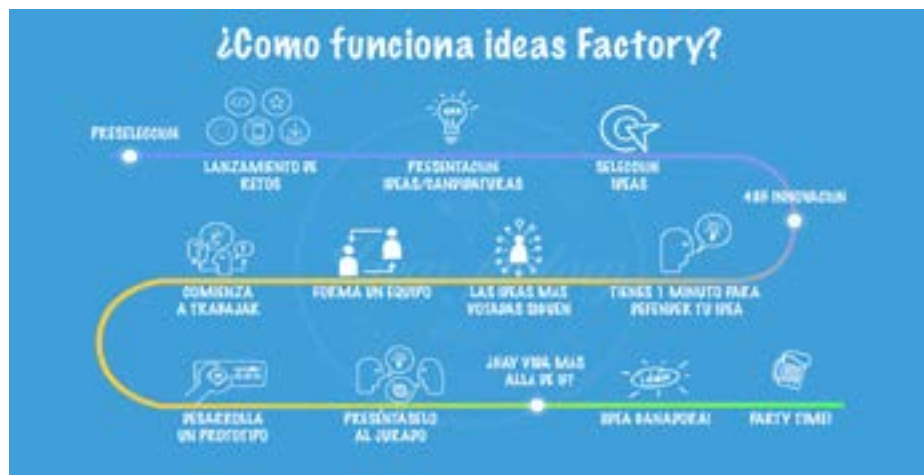 ¿Como funciona ideas Factory?
PRESELECCION
LANZAMIENTO DE
RETOS
PRESENTACION
IDEAS/CANDIDATURAS
SELECCION
IDEAS
48H INNOVACION
TIENES 1 MINUTO PARA
DEFENDER TU IDEA
LAS IDEAS MAS
VOTADAS SIGUEN
FORMA UN EQUIPO
COMIENZA
A TRABAJAR
DESARROLLA
UN PROTOTIPO
PRESÉNTASELO
AL JURADO
¿HAY VIDA MAS
ALLA DE
IDEA GANADORA!
PARTY TIME!